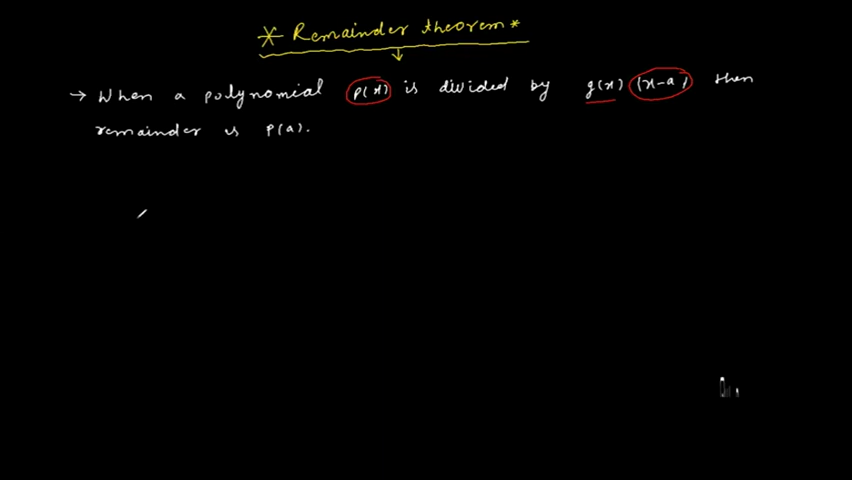 * Remainder theorem *
→ When a polynomial p(x) is divided by g(x) (x-a) then
remainder is p(a).